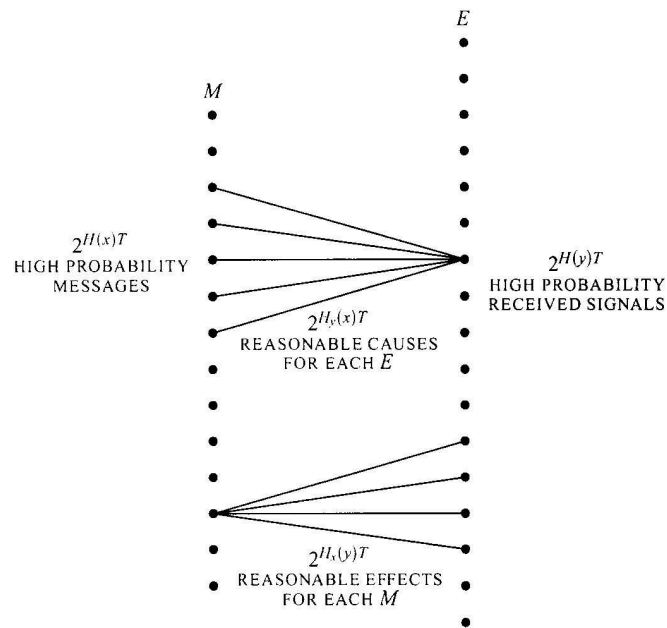 E
M
2^{H(x)T}
HIGH PROBABILITY
MESSAGES
2^{H(y)T}
HIGH PROBABILITY
RECEIVED SIGNALS
2^{H_y(x)T}
REASONABLE CAUSES
FOR EACH E
2^{H_x(y)T}
REASONABLE EFFECTS
FOR EACH M